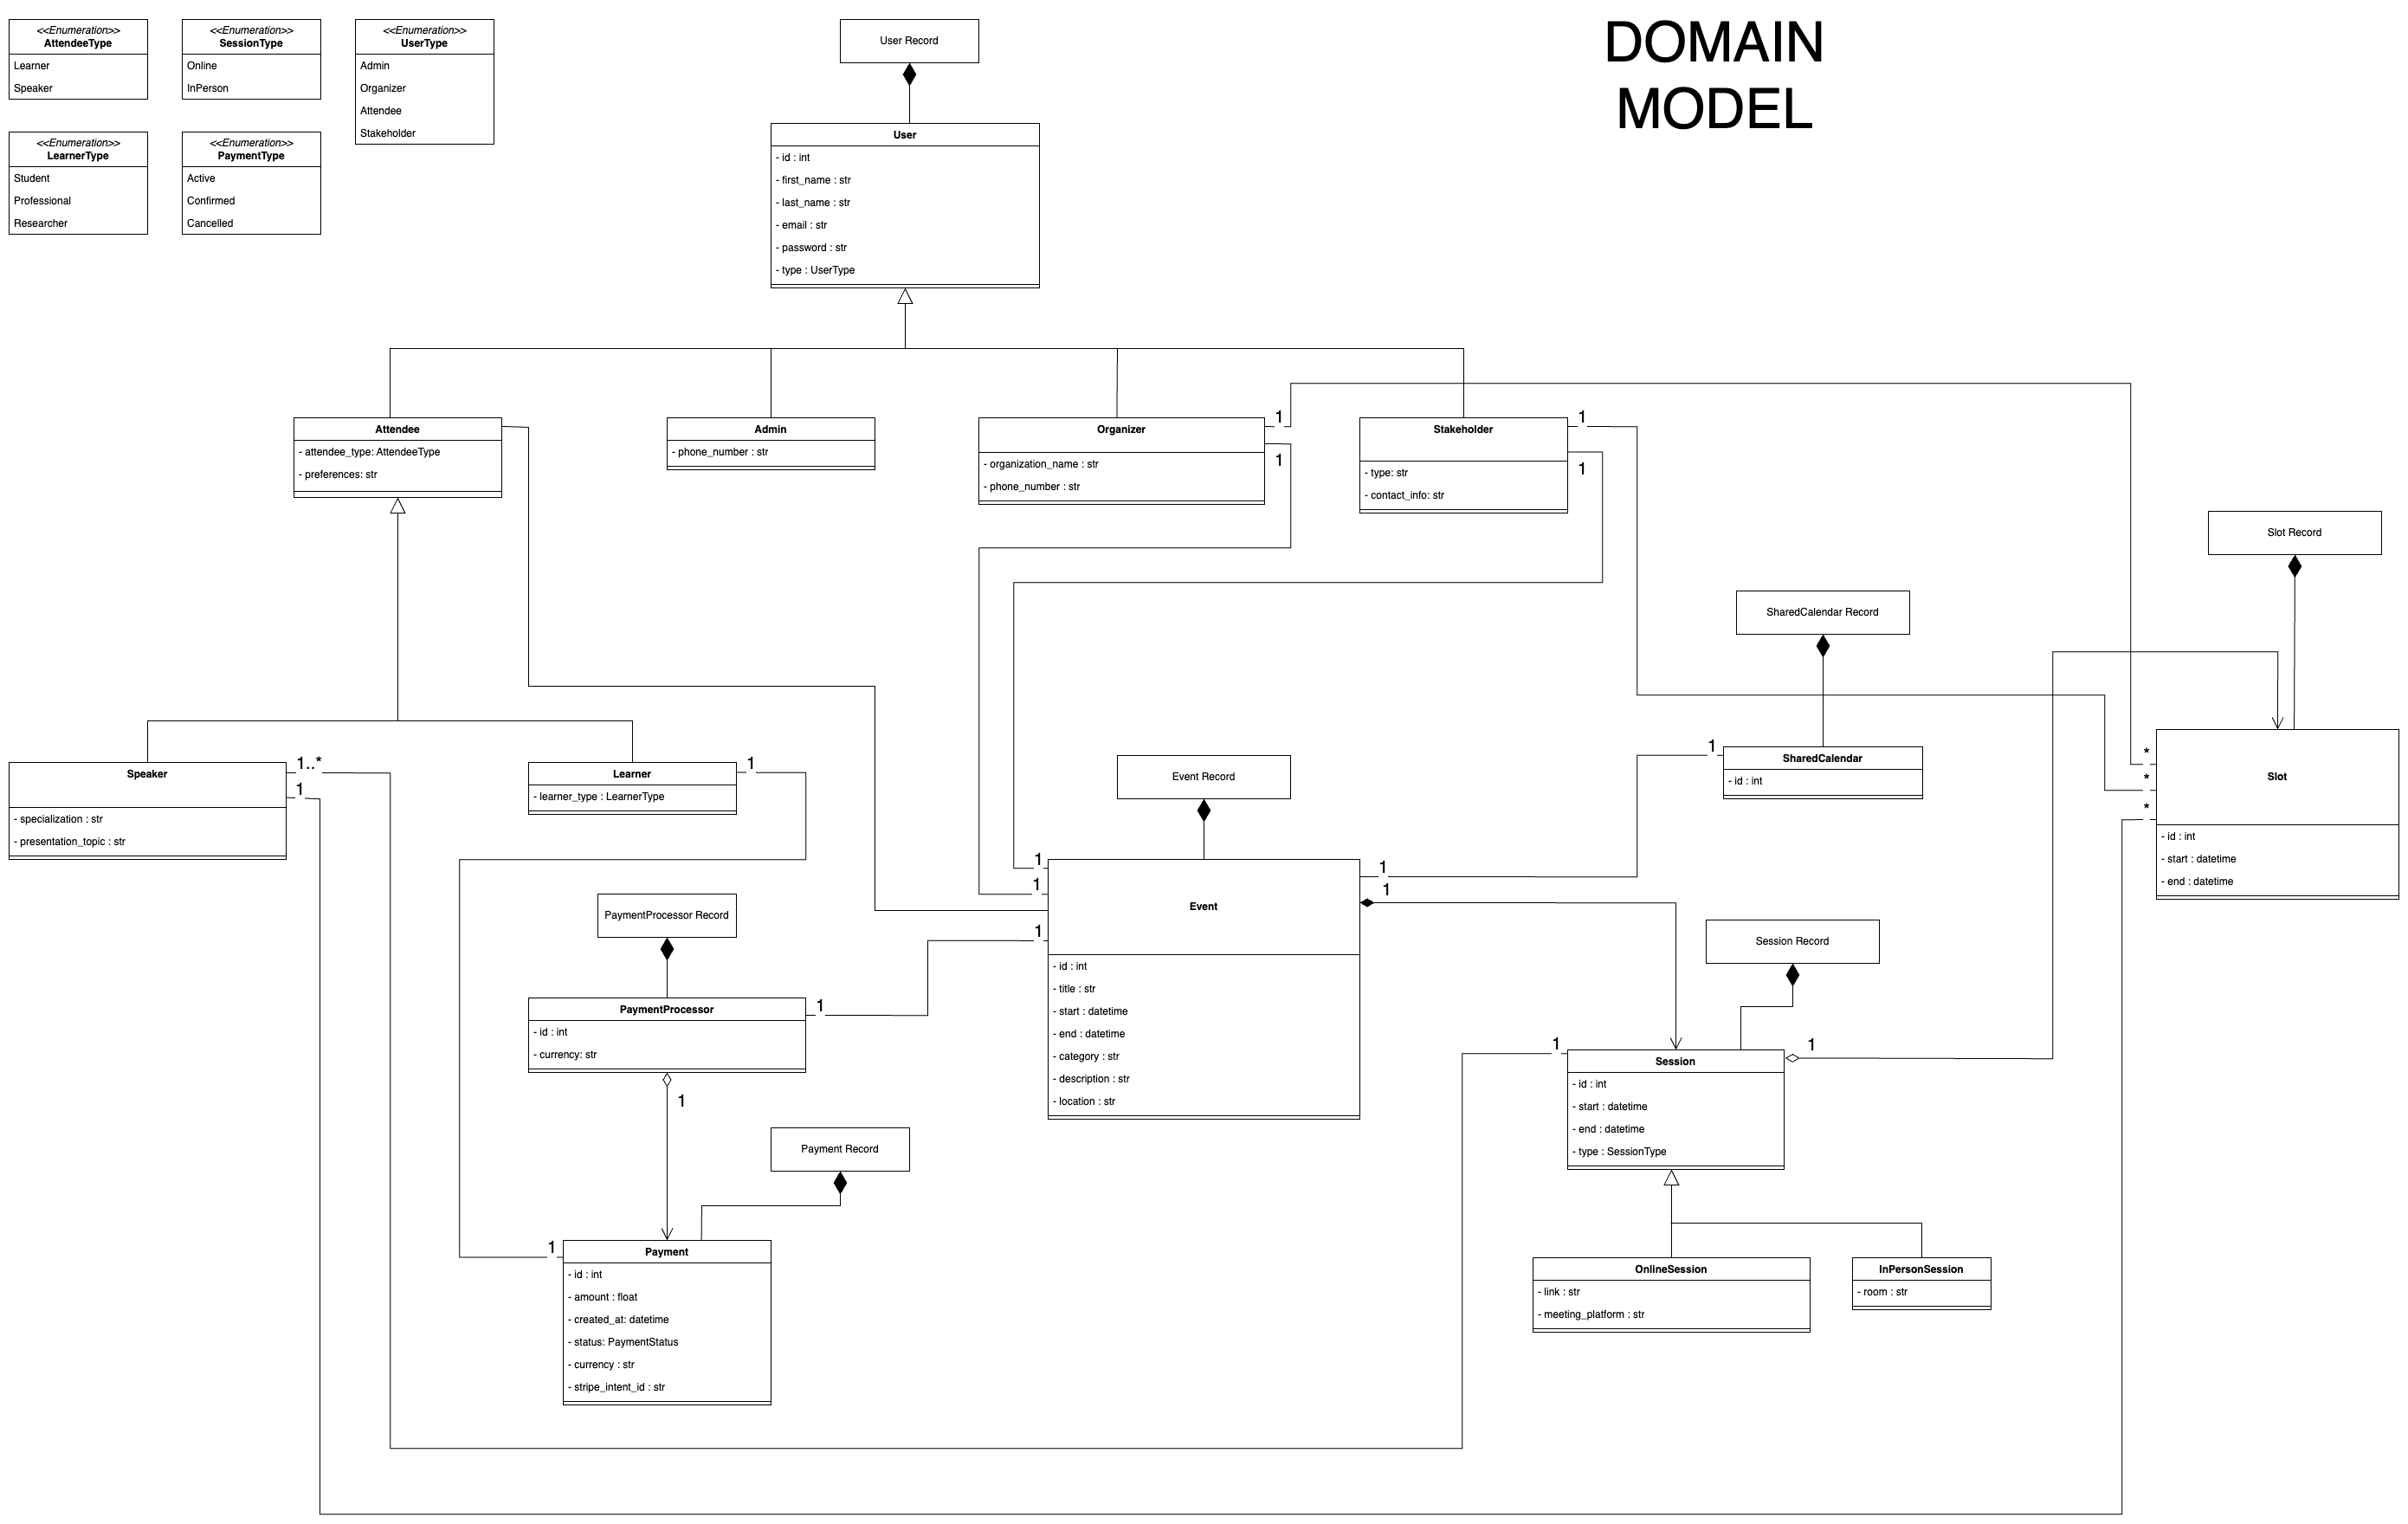 DOMAIN
MODEL
<<Enumeration>>
AttendeeType
Learner
Speaker
<<Enumeration>>
SessionType
Online
InPerson
<<Enumeration>>
UserType
Admin
Organizer
Attendee
Stakeholder
<<Enumeration>>
LearnerType
Student
Professional
Researcher
<<Enumeration>>
PaymentType
Active
Confirmed
Cancelled
User Record
User
- id : int
- first_name : str
- last_name : str
- email : str
- password : str
- type : UserType
Attendee
- attendee_type: AttendeeType
- preferences: str
Admin
- phone_number : str
Organizer
- organization_name : str
- phone_number : str
1
1
Stakeholder
- type: str
- contact_info: str
1
1
Slot Record
SharedCalendar Record
Speaker
- specialization : str
- presentation_topic : str
1..*
1
Learner
- learner_type : LearnerType
1
Event Record
1
SharedCalendar
- id : int
*
*
*
Slot
- id : int
- start : datetime
- end : datetime
PaymentProcessor Record
1
1
1
1
1
Event
- id : int
- title : str
- start : datetime
- end : datetime
- category : str
- description : str
- location : str
Session Record
PaymentProcessor
- id : int
- currency: str
1
1
Payment Record
1
1
Session
- id : int
- start : datetime
- end : datetime
- type : SessionType
1
Payment
- id : int
- amount : float
- created_at: datetime
- status: PaymentStatus
- currency : str
- stripe_intent_id : str
OnlineSession
- link : str
- meeting_platform : str
InPersonSession
- room : str